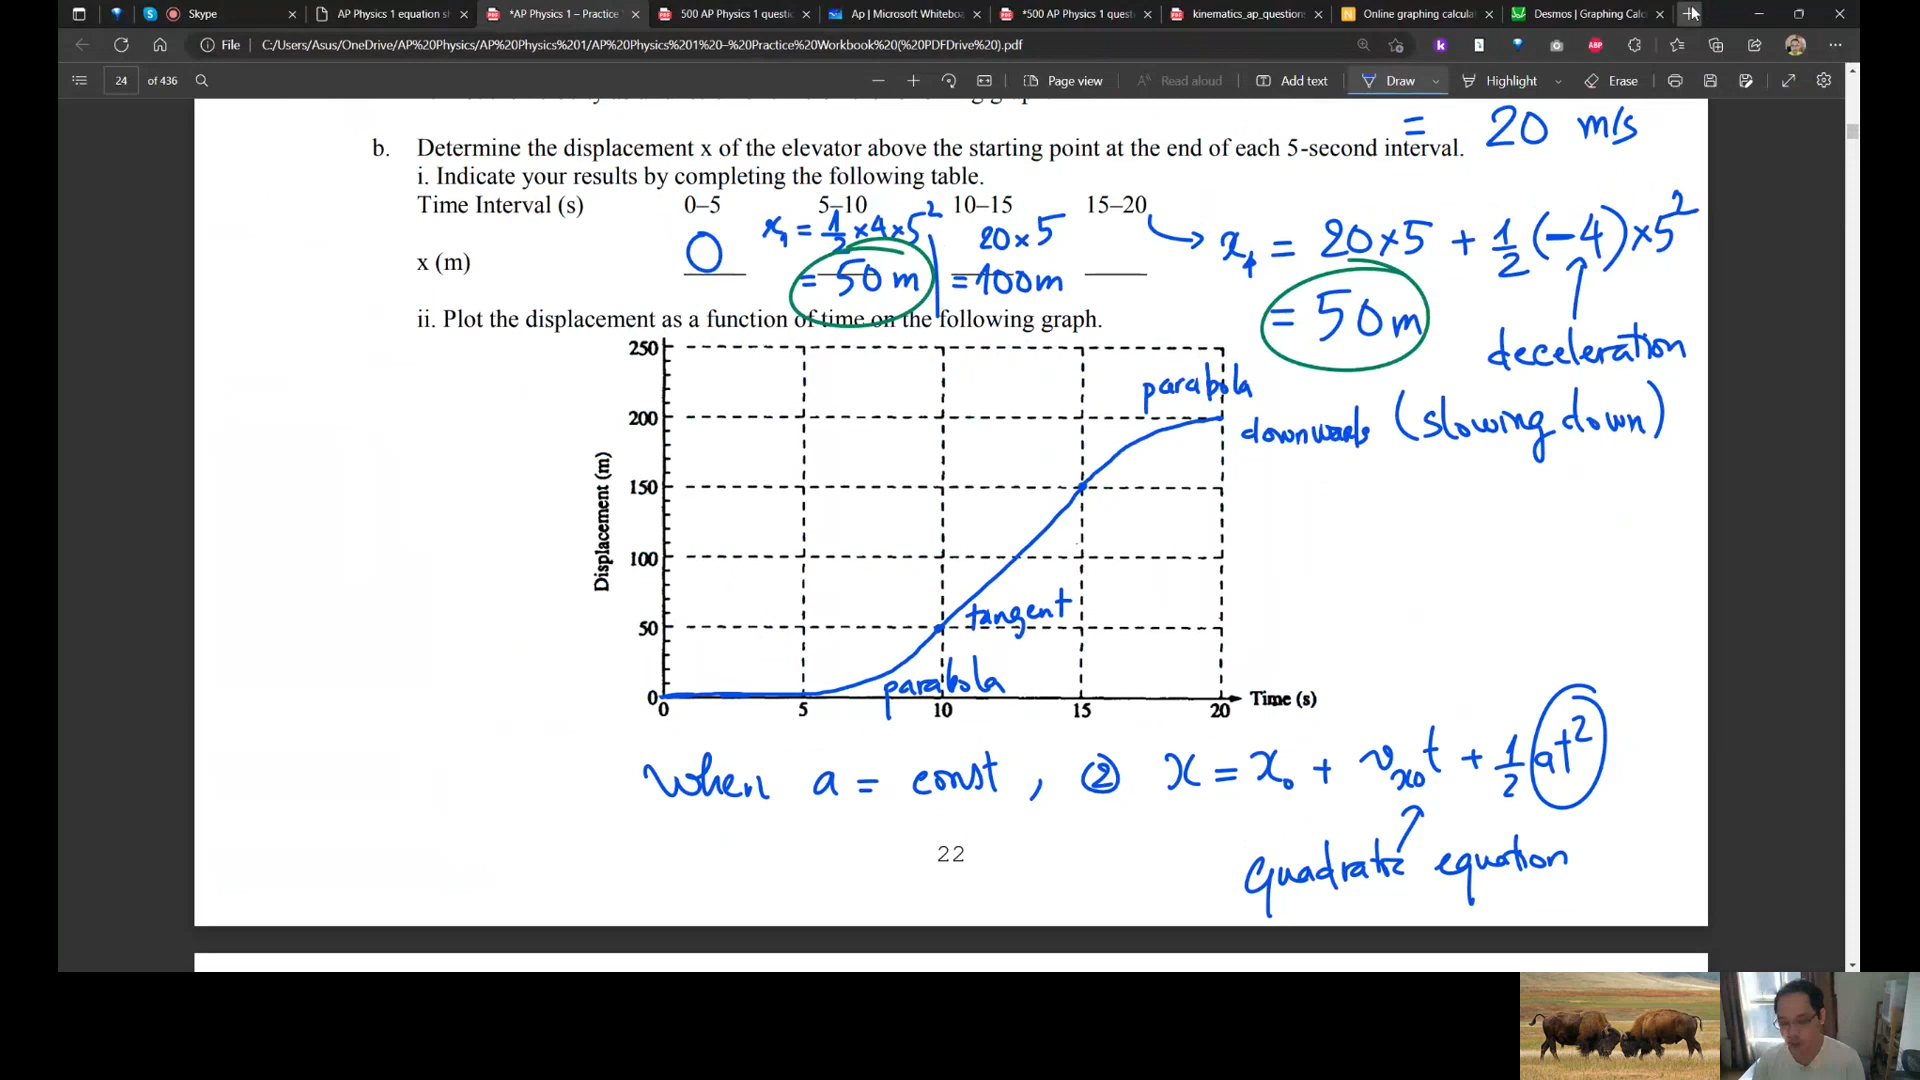 Skype
AP Physics 1 equation sh
*AP Physics 1 – Practice
500 AP Physics 1 questic
Ap | Microsoft Whiteboa
*500 AP Physics 1 quest
kinematics_ap_question
Online graphing calcula
Desmos | Graphing Calc
File
C:/Users/Asus/OneDrive/AP%20Physics/AP%20Physics%201/AP%20Physics%201%20–%20Practice%20Workbook%20(%20PDFDrive%20).pdf
24 of 436
Page view
Read aloud
Add text
Draw
Highlight
Erase
= 20 m/s
b. Determine the displacement x of the elevator above the starting point at the end of each 5-second interval.
i. Indicate your results by completing the following table.
Time Interval (s) 0–5 5–10 10–15 15–20
x₁ = 1/2 × 4 × 5²
20 × 5
x₄ = 20 × 5 + 1/2 (-4) × 5²
x (m)
0
= 50 m
= 100 m
= 50 m
ii. Plot the displacement as a function of time on the following graph.
deceleration
(slowing down)
parabola
downwards
250
200
150
100
50
0
Displacement (m)
tangent
parabola
0 5 10 15 20
Time (s)
When a = const , ② x = x₀ + vₓ₀t + 1/2 at²
22
quadratic equation